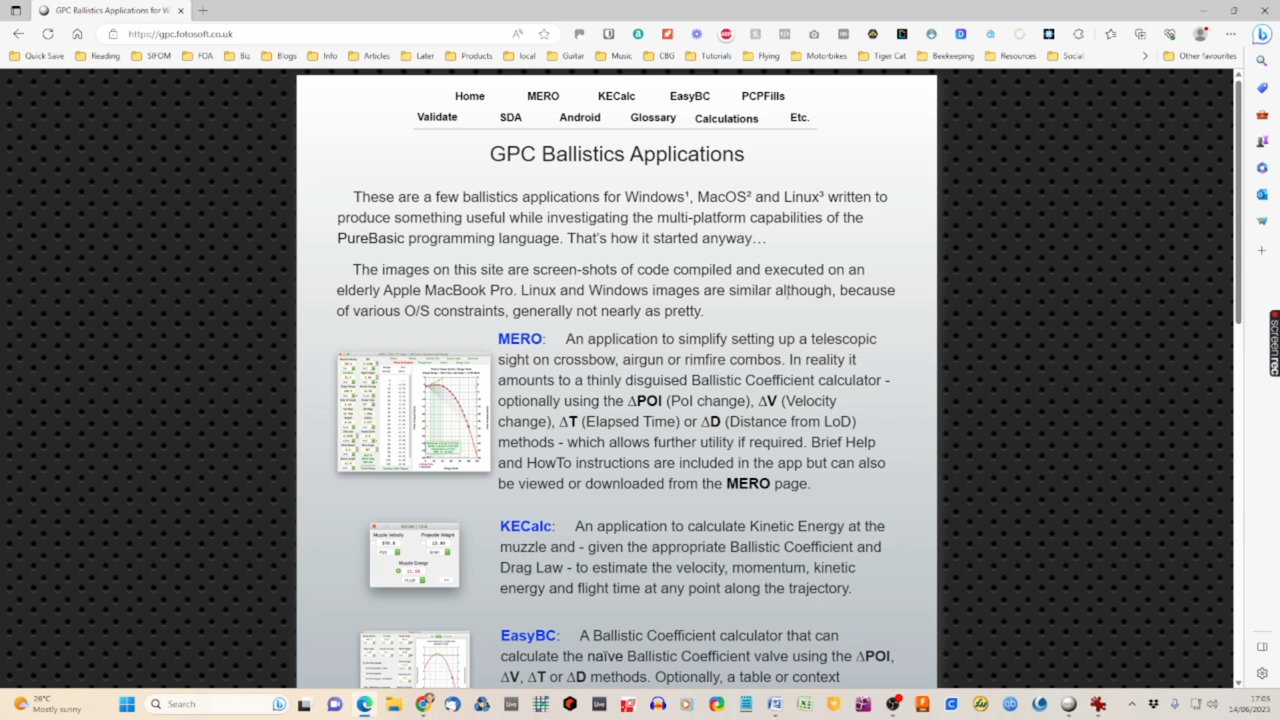 GPC Ballistics Applications for W
https://gpc.fotosoft.co.uk
Quick Save Reading SIFOM FOA Biz Blogs Info Articles Later Products local Guitar Music CBG Tutorials Flying Motorbikes Tiger Cat Beekeeping Resources Social Other favourites
Home MERO KECalc EasyBC PCPFills
Validate SDA Android Glossary Calculations Etc.
GPC Ballistics Applications
These are a few ballistics applications for Windows¹, MacOS² and Linux³ written to
produce something useful while investigating the multi-platform capabilities of the
PureBasic programming language. That's how it started anyway…
The images on this site are screen-shots of code compiled and executed on an
elderly Apple MacBook Pro. Linux and Windows images are similar although, because
of various O/S constraints, generally not nearly as pretty.
MERO: An application to simplify setting up a telescopic
sight on crossbow, airgun or rimfire combos. In reality it
amounts to a thinly disguised Ballistic Coefficient calculator -
optionally using the ∆POI (PoI change), ∆V (Velocity
change), ∆T (Elapsed Time) or ∆D (Distance from LoD)
methods - which allows further utility if required. Brief Help
and HowTo instructions are included in the app but can also
be viewed or downloaded from the MERO page.
KECalc: An application to calculate Kinetic Energy at the
muzzle and - given the appropriate Ballistic Coefficient and
Drag Law - to estimate the velocity, momentum, kinetic
energy and flight time at any point along the trajectory.
Muzzle Velocity Projectile Weight
Muzzle Energy
EasyBC: A Ballistic Coefficient calculator that can
calculate the naïve Ballistic Coefficient valve using the ∆POI,
∆V, ∆T or ∆D methods. Optionally, a table or context
screenrec
26°C
Mostly sunny
Search
17:05
14/06/2023